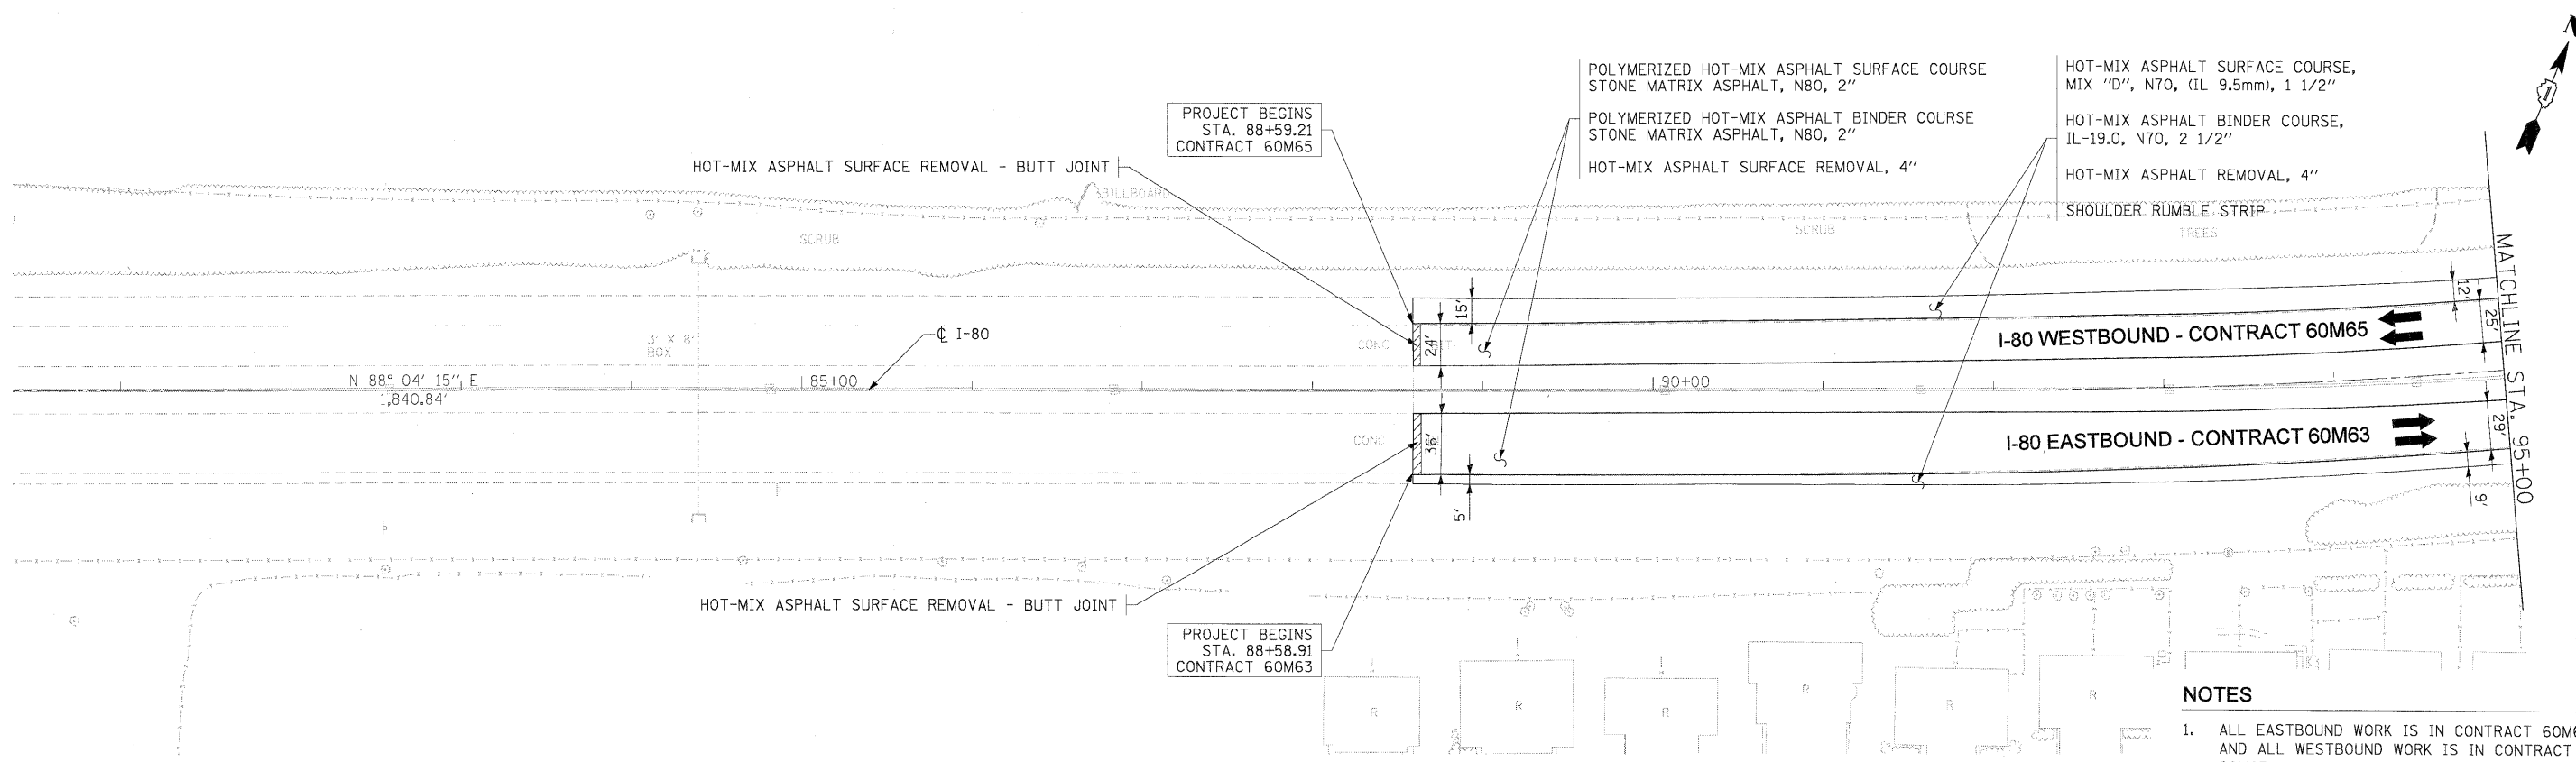 N
POLYMERIZED HOT-MIX ASPHALT SURFACE COURSE
STONE MATRIX ASPHALT, N80, 2"
POLYMERIZED HOT-MIX ASPHALT BINDER COURSE
STONE MATRIX ASPHALT, N80, 2"
HOT-MIX ASPHALT SURFACE REMOVAL, 4"
HOT-MIX ASPHALT SURFACE COURSE,
MIX "D", N70, (IL 9.5mm), 1 1/2"
HOT-MIX ASPHALT BINDER COURSE,
IL-19.0, N70, 2 1/2"
HOT-MIX ASPHALT REMOVAL, 4"
SHOULDER RUMBLE STRIP
PROJECT BEGINS
STA. 88+59.21
CONTRACT 60M65
HOT-MIX ASPHALT SURFACE REMOVAL - BUTT JOINT
BILLBOARD
SCRUB
SCRUB
TREES
MATCHLINE STA. 95+00
15'
12'
25'
24'
3' X 8'
BOX
℄ I-80
CONC
BIT
I-80 WESTBOUND - CONTRACT 60M65
N 88° 04' 15" E
1,840.84'
85+00
90+00
CONC
BIT
36'
I-80 EASTBOUND - CONTRACT 60M63
29'
5'
9'
P
P
HOT-MIX ASPHALT SURFACE REMOVAL - BUTT JOINT
PROJECT BEGINS
STA. 88+58.91
CONTRACT 60M63
R
R
R
R
R
R
NOTES
1. ALL EASTBOUND WORK IS IN CONTRACT 60M6
AND ALL WESTBOUND WORK IS IN CONTRACT